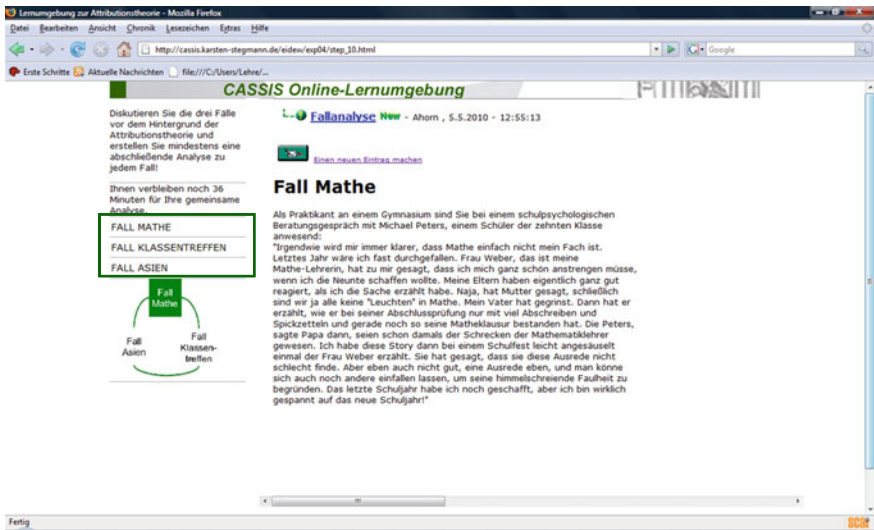 Lernumgebung zur Attributionstheorie - Mozilla Firefox
Datei Bearbeiten Ansicht Chronik Lesezeichen Extras Hilfe
http://cassis.karsten-stegmann.de/eidew/exp04/step_10.html
Google
Erste Schritte Aktuelle Nachrichten file:///C:/Users/Lehre/...
CASSIS Online-Lernumgebung
Diskutieren Sie die drei Fälle
vor dem Hintergrund der
Attributionstheorie und
erstellen Sie mindestens eine
abschließende Analyse zu
jedem Fall!
Ihnen verbleiben noch 36
Minuten für Ihre gemeinsame
Analyse.
FALL MATHE
FALL KLASSENTREFFEN
FALL ASIEN
Fall
Mathe
Fall
Asien
Fall
Klassen-
treffen
Fallanalyse New - Ahorn , 5.5.2010 - 12:55:13
Einen neuen Eintrag machen
Fall Mathe
Als Praktikant an einem Gymnasium sind Sie bei einem schulpsychologischen
Beratungsgespräch mit Michael Peters, einem Schüler der zehnten Klasse
anwesend:
"Irgendwie wird mir immer klarer, dass Mathe einfach nicht mein Fach ist.
Letztes Jahr wäre ich fast durchgefallen. Frau Weber, das ist meine
Mathe-Lehrerin, hat zu mir gesagt, dass ich mich ganz schön anstrengen müsse,
wenn ich die Neunte schaffen wollte. Meine Eltern haben eigentlich ganz gut
reagiert, als ich die Sache erzählt habe. Naja, hat Mutter gesagt, schließlich
sind wir ja alle keine "Leuchten" in Mathe. Mein Vater hat gegrinst. Dann hat er
erzählt, wie er bei seiner Abschlussprüfung nur mit viel Abschreiben und
Spickzetteln und gerade noch so seine Matheklausur bestanden hat. Die Peters,
sagte Papa dann, seien schon damals der Schrecken der Mathematiklehrer
gewesen. Ich habe diese Story dann bei einem Schulfest leicht angesäuselt
einmal der Frau Weber erzählt. Sie hat gesagt, dass sie diese Ausrede nicht
schlecht finde. Aber eben auch nicht gut, eine Ausrede eben, und man könne
sich auch noch andere einfallen lassen, um seine himmelschreiende Faulheit zu
begründen. Das letzte Schuljahr habe ich noch geschafft, aber ich bin wirklich
gespannt auf das neue Schuljahr!"
Fertig